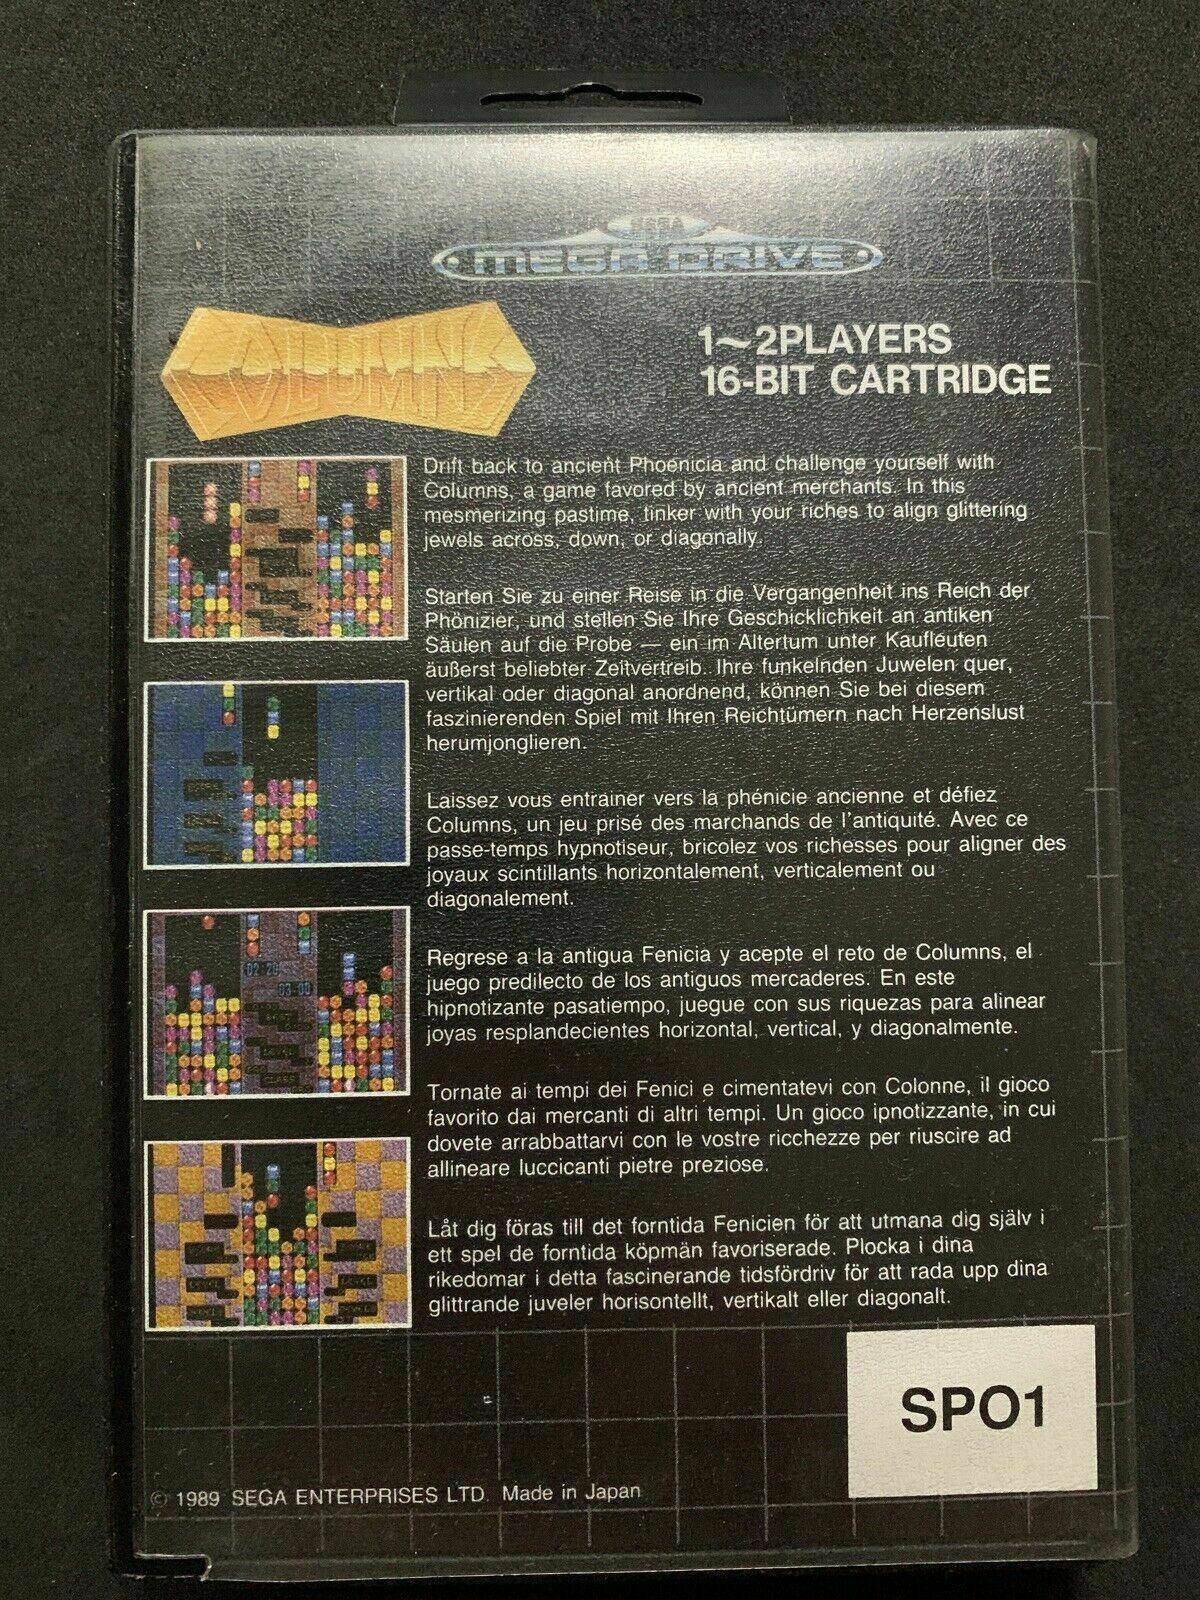 SEGA
MEGA DRIVE
COLUMNS
1~2PLAYERS
16-BIT CARTRIDGE
Drift back to ancient Phoenicia and challenge yourself with
Columns, a game favored by ancient merchants. In this
mesmerizing pastime, tinker with your riches to align glittering
jewels across, down, or diagonally.
Starten Sie zu einer Reise in die Vergangenheit ins Reich der
Phönizier, und stellen Sie Ihre Geschicklichkeit an antiken
Säulen auf die Probe — ein im Altertum unter Kaufleuten
äußerst beliebter Zeitvertreib. Ihre funkelnden Juwelen quer,
vertikal oder diagonal anordnend, können Sie bei diesem
faszinierenden Spiel mit Ihren Reichtümern nach Herzenslust
herumjonglieren.
Laissez vous entrainer vers la phénicie ancienne et défiez
Columns, un jeu prisé des marchands de l'antiquité. Avec ce
passe-temps hypnotiseur, bricolez vos richesses pour aligner des
joyaux scintillants horizontalement, verticalement ou
diagonalement.
Regrese a la antigua Fenicia y acepte el reto de Columns, el
juego predilecto de los antiguos mercaderes. En este
hipnotizante pasatiempo, juegue con sus riquezas para alinear
joyas resplandecientes horizontal, vertical, y diagonalmente.
02:20
03:00
LEVEL
Tornate ai tempi dei Fenici e cimentatevi con Colonne, il gioco
favorito dai mercanti di altri tempi. Un gioco ipnotizzante, in cui
dovete arrabbattarvi con le vostre ricchezze per riuscire ad
allineare luccicanti pietre preziose.
Låt dig föras till det forntida Fenicien för att utmana dig själv i
ett spel de forntida köpmän favoriserade. Plocka i dina
rikedomar i detta fascinerande tidsfördriv för att rada upp dina
glittrande juveler horisontellt, vertikalt eller diagonalt.
LEVEL
LEVEL
SPO1
© 1989 SEGA ENTERPRISES LTD. Made in Japan